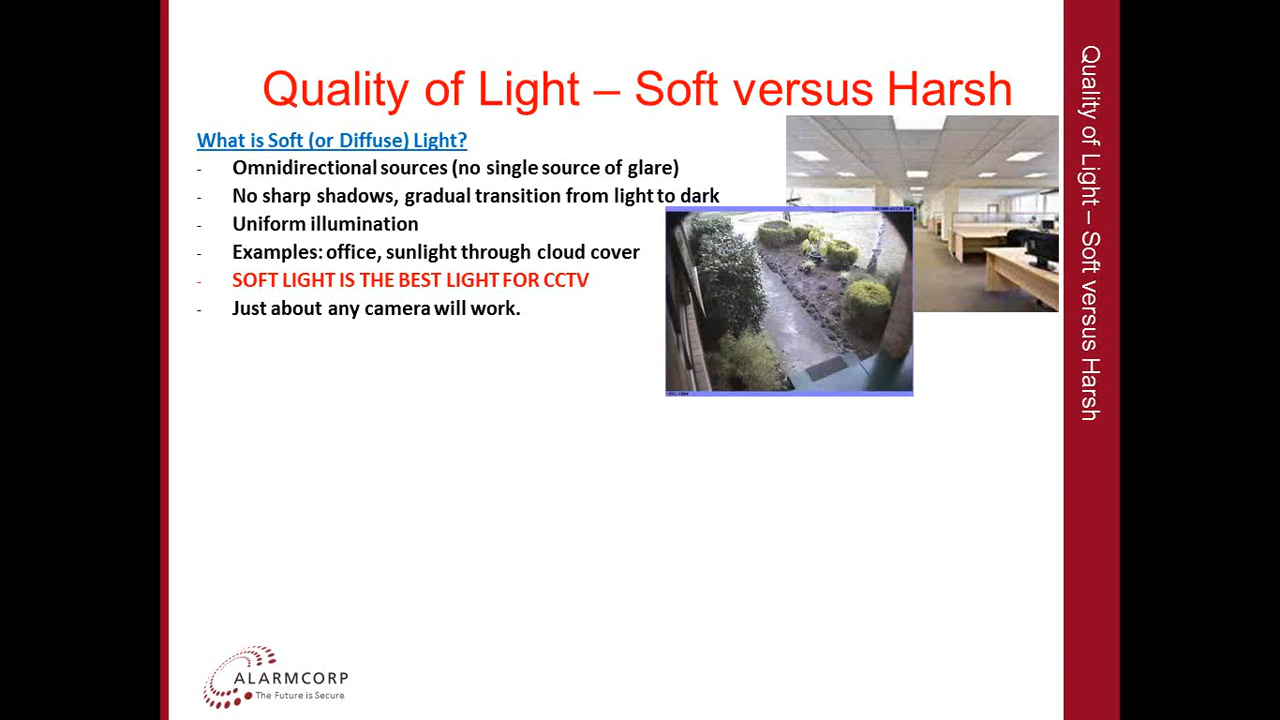 Quality of Light – Soft versus Harsh
What is Soft (or Diffuse) Light?
- Omnidirectional sources (no single source of glare)
- No sharp shadows, gradual transition from light to dark
- Uniform illumination
- Examples: office, sunlight through cloud cover
- SOFT LIGHT IS THE BEST LIGHT FOR CCTV
- Just about any camera will work.
Quality of Light – Soft versus Harsh
ALARMCORP
The Future is Secure